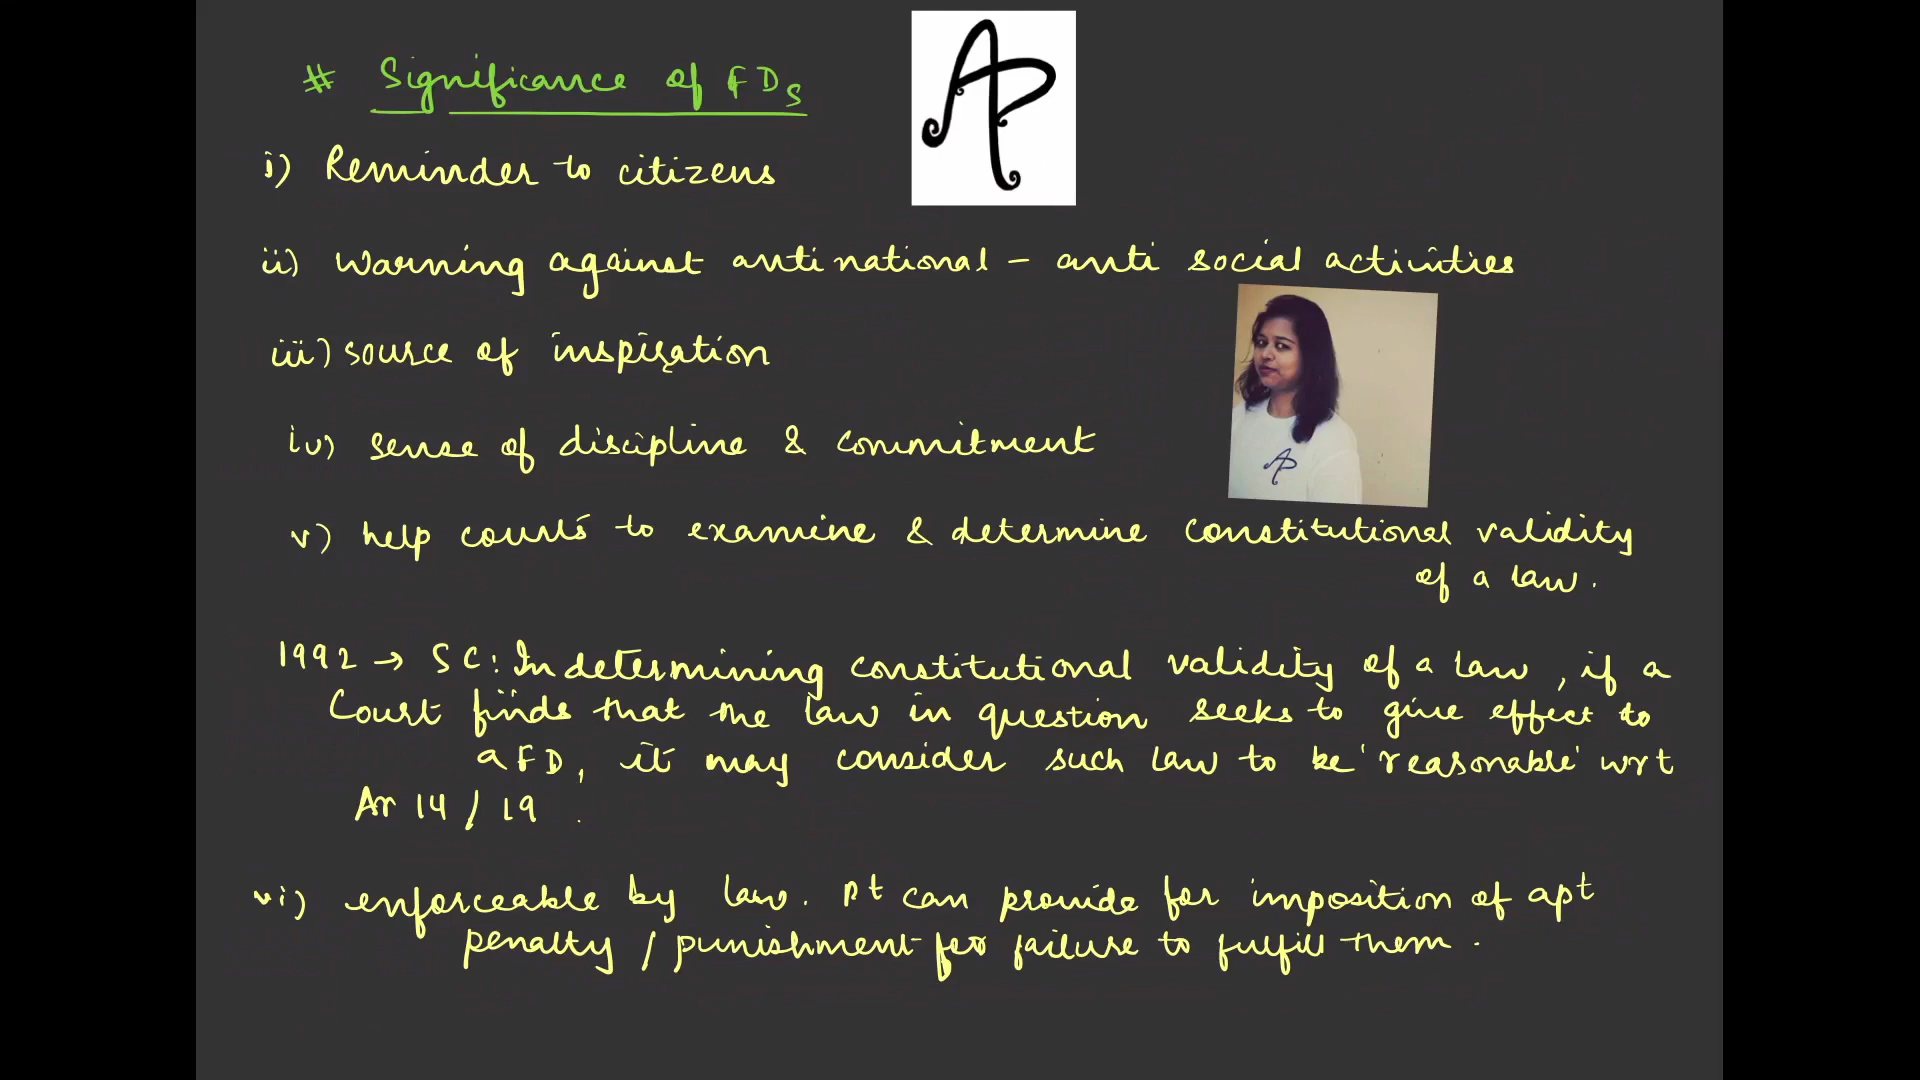 # Significance of FDs
AP
i) Reminder to citizens
ii) Warning against antinational - anti social activities
iii) source of inspiration
AP
iv) sense of discipline & commitment
v) help courts to examine & determine constitutional validity
of a law.
1992 → SC: In determining constitutional validity of a law, if a
Court finds that the law in question seeks to give effect to
a FD, it may consider such law to be 'reasonable' wrt
Ar 14 / 19.
vi) enforceable by law. Pt can provide for imposition of apt
penalty / punishment for failure to fulfill them.